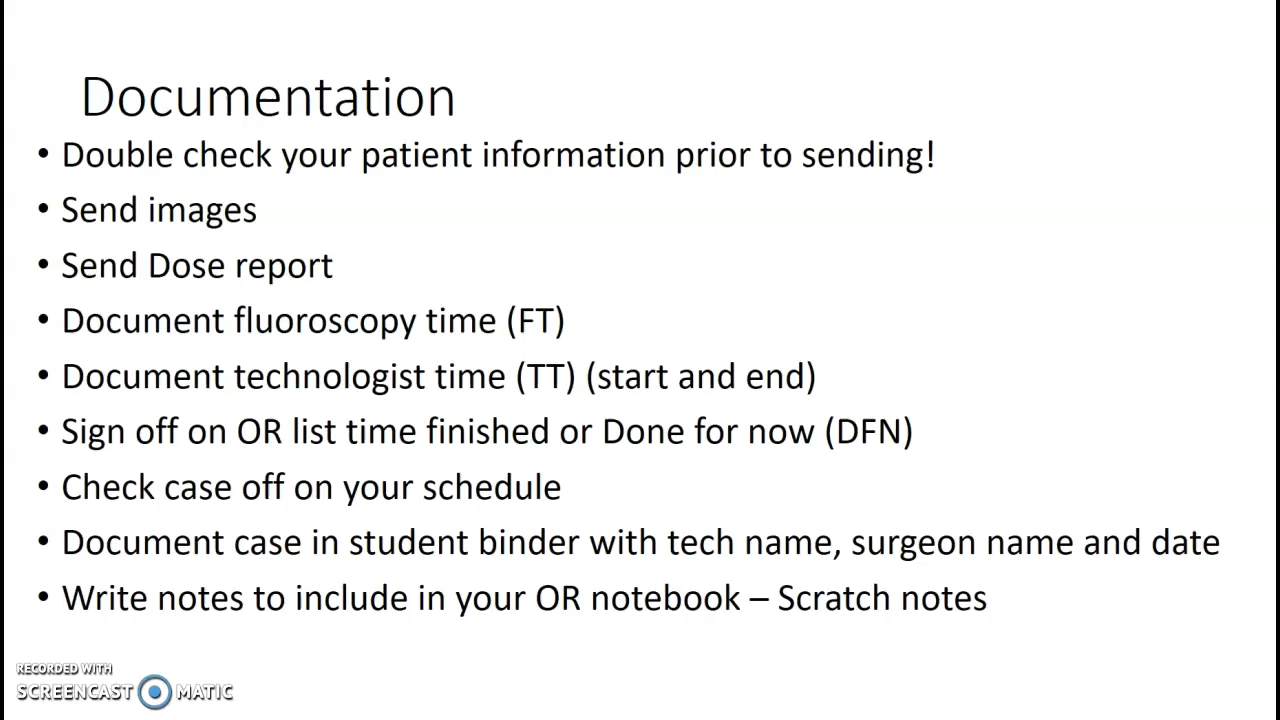 Documentation
• Double check your patient information prior to sending!
• Send images
• Send Dose report
• Document fluoroscopy time (FT)
• Document technologist time (TT) (start and end)
• Sign off on OR list time finished or Done for now (DFN)
• Check case off on your schedule
• Document case in student binder with tech name, surgeon name and date
• Write notes to include in your OR notebook – Scratch notes
RECORDED WITH
SCREENCAST MATIC